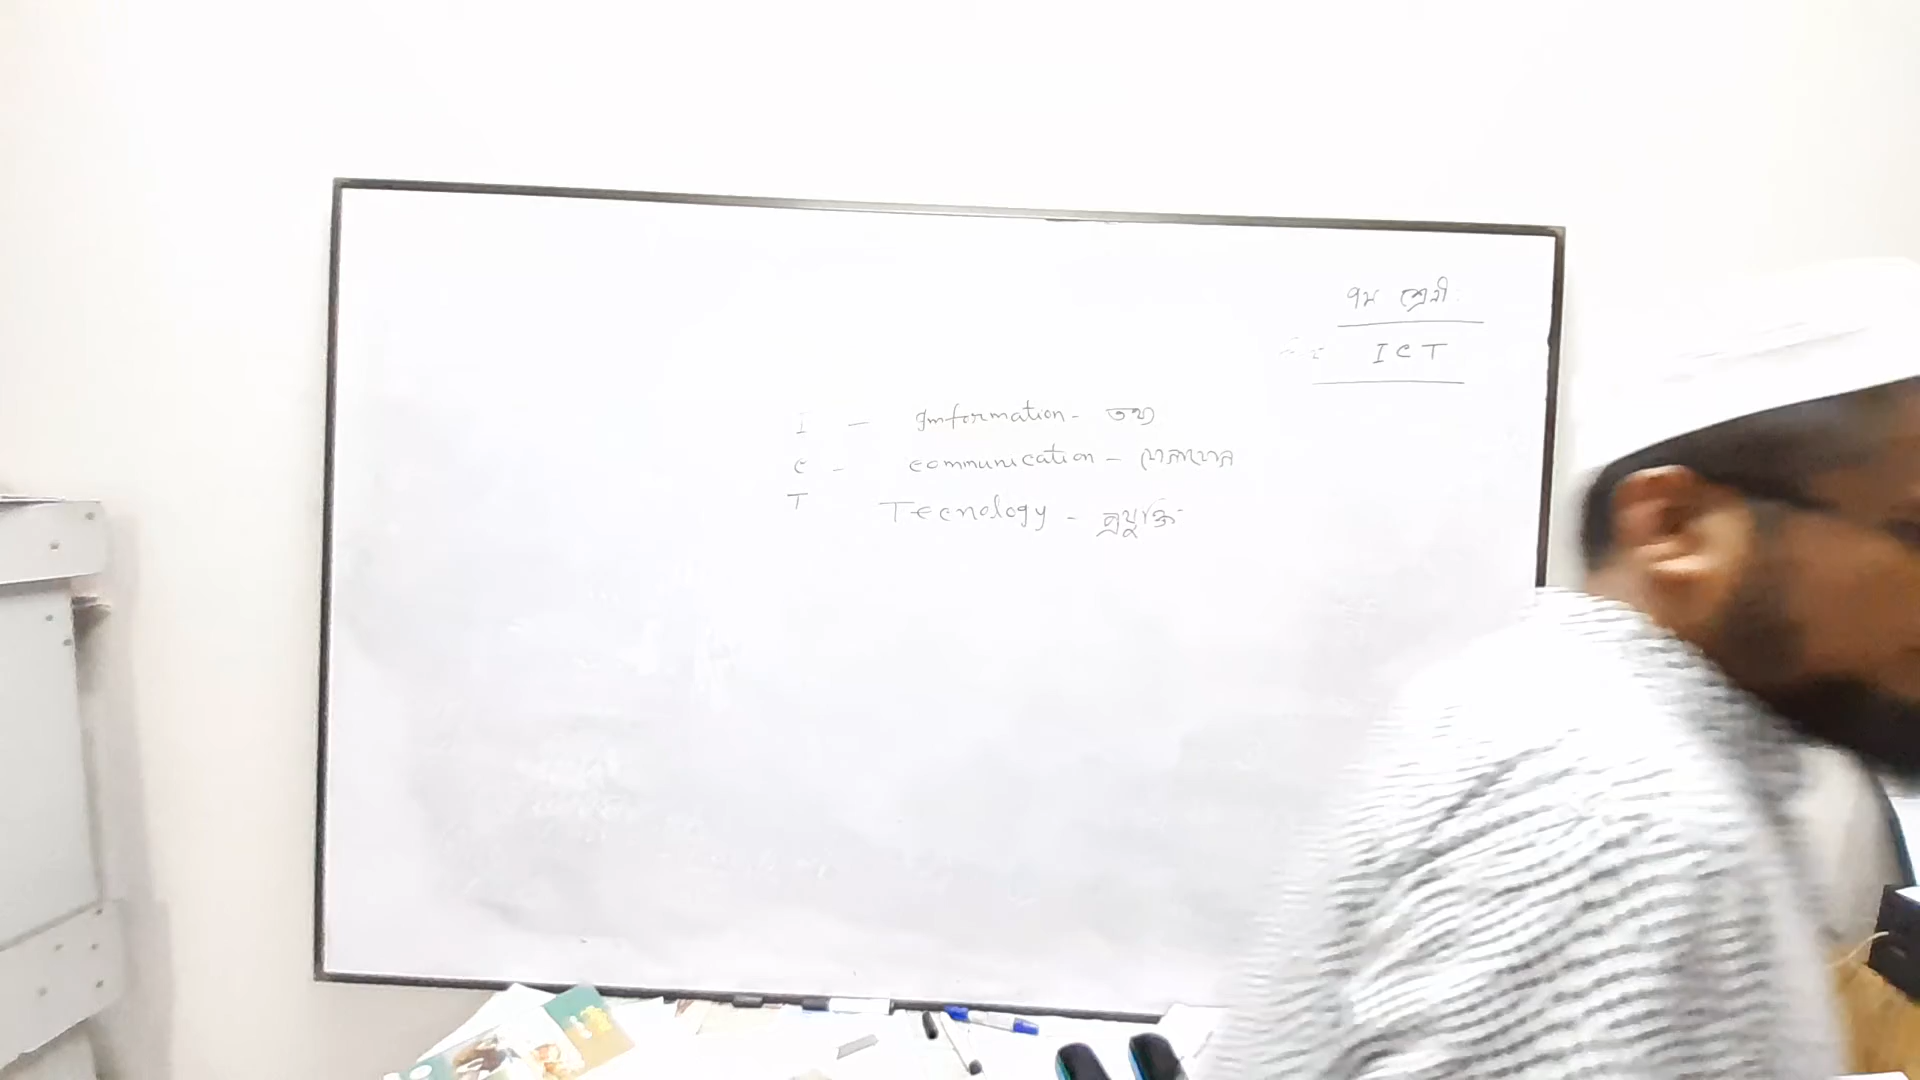 ৭ম শ্রেণী
ICT
I - Information - তথ্য
C - Communication - যোগাযোগ
T Tecnology - প্রযুক্তি